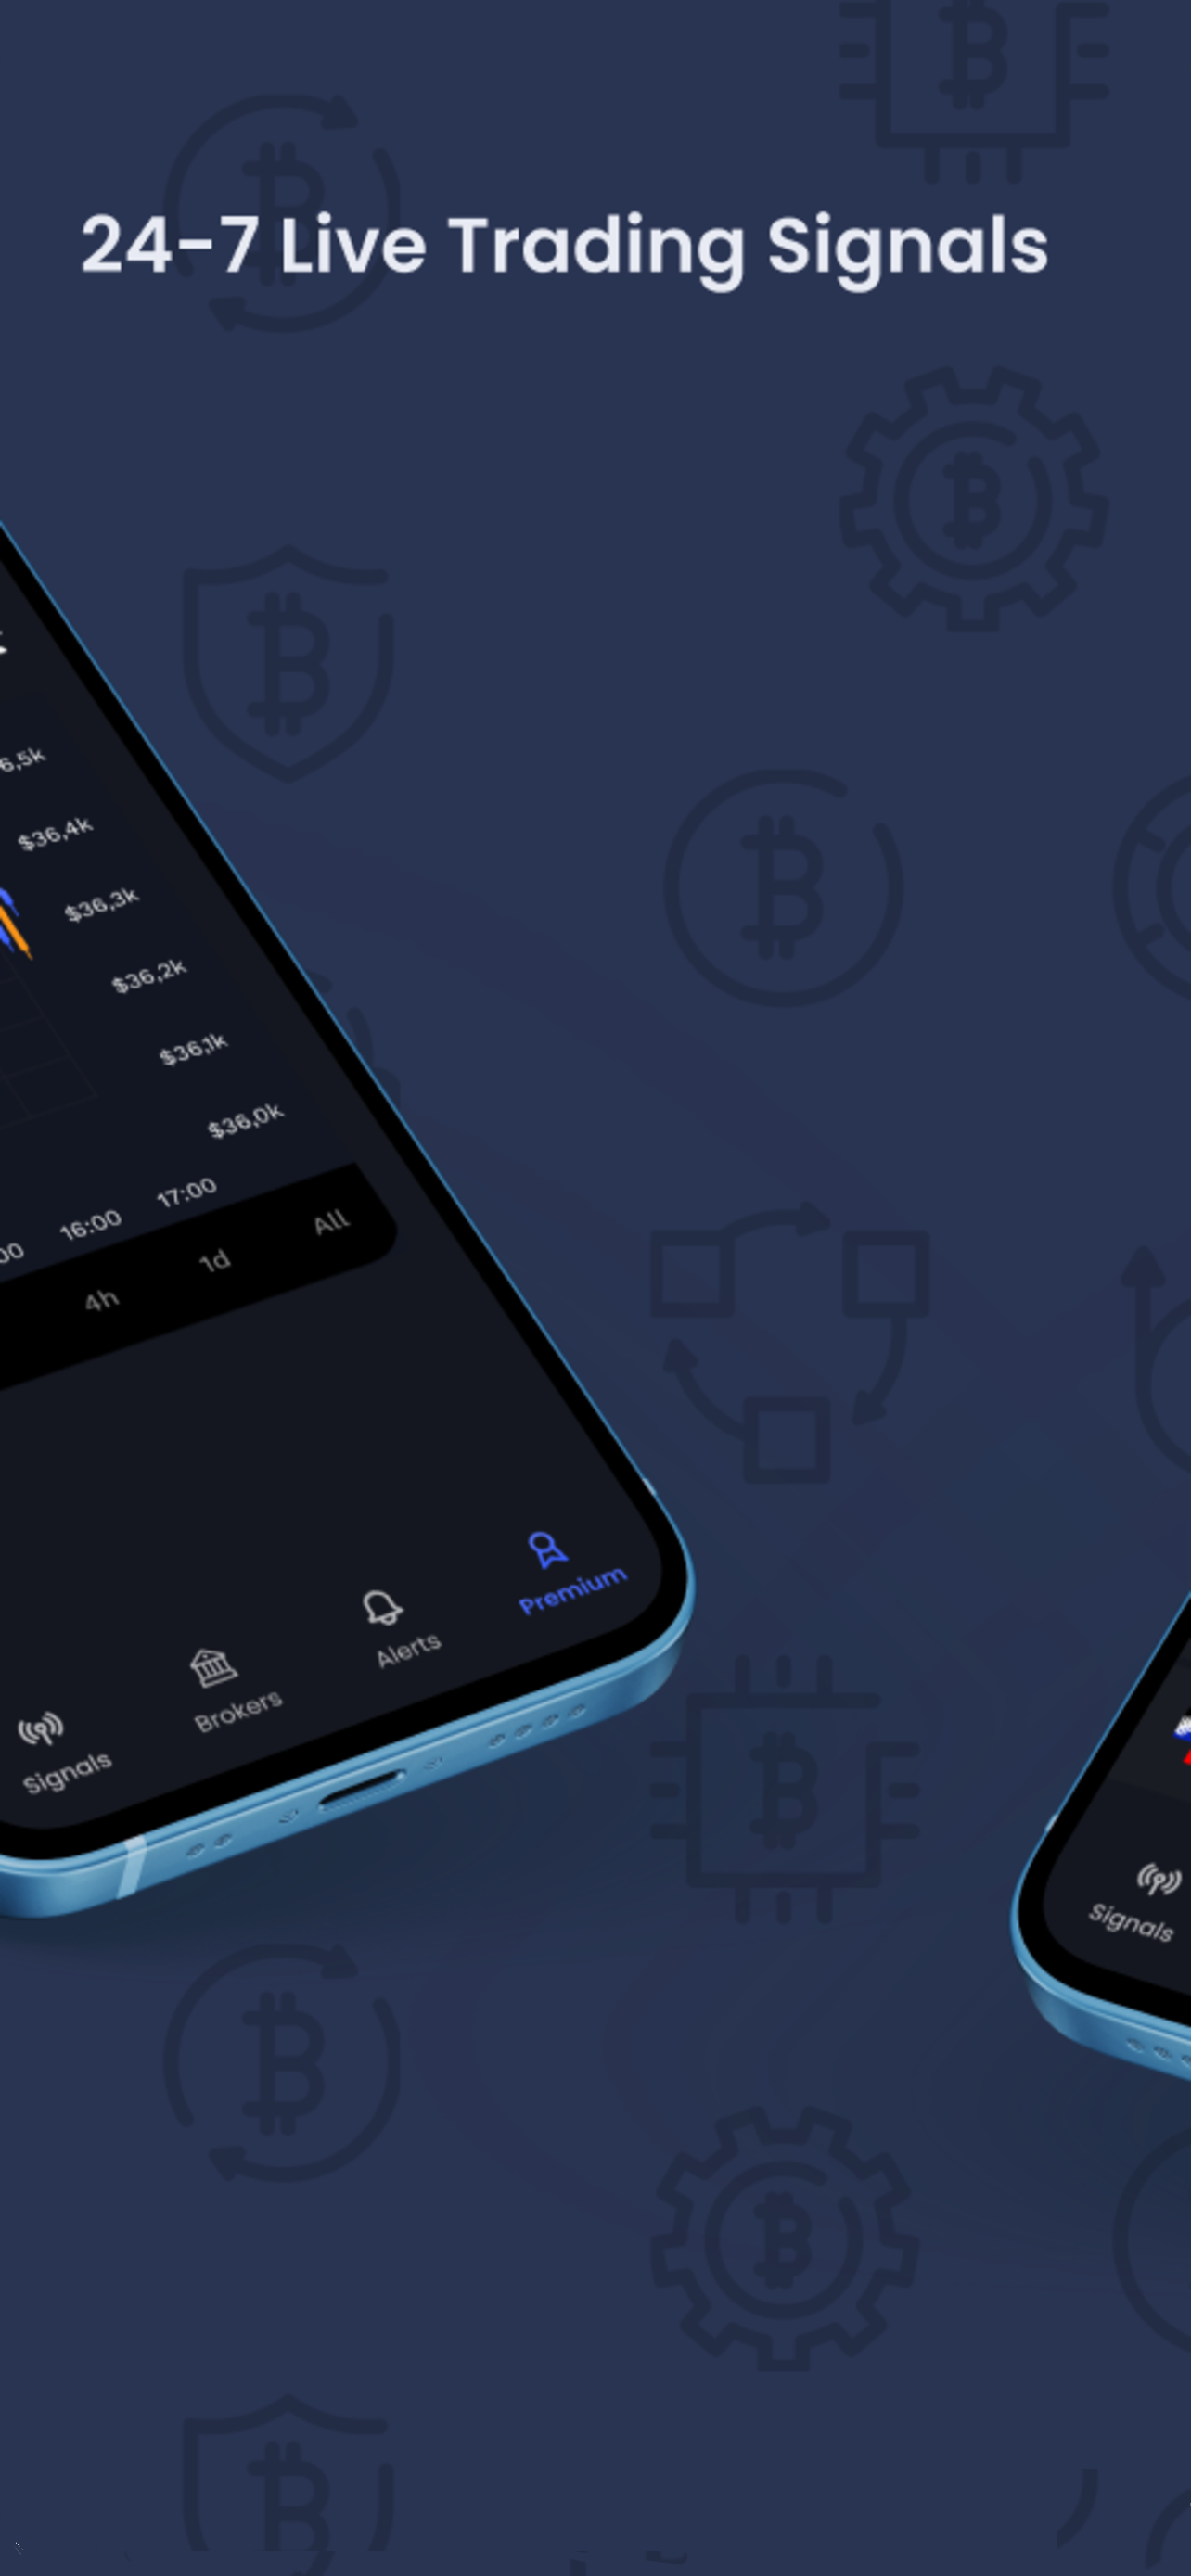 24-7 Live Trading Signals
6,5k
$36,4k
$36,3k
$36,2k
$36,1k
$36,0k
00 16:00 17:00
4h 1d All
Signals Brokers Alerts Premium
Signals